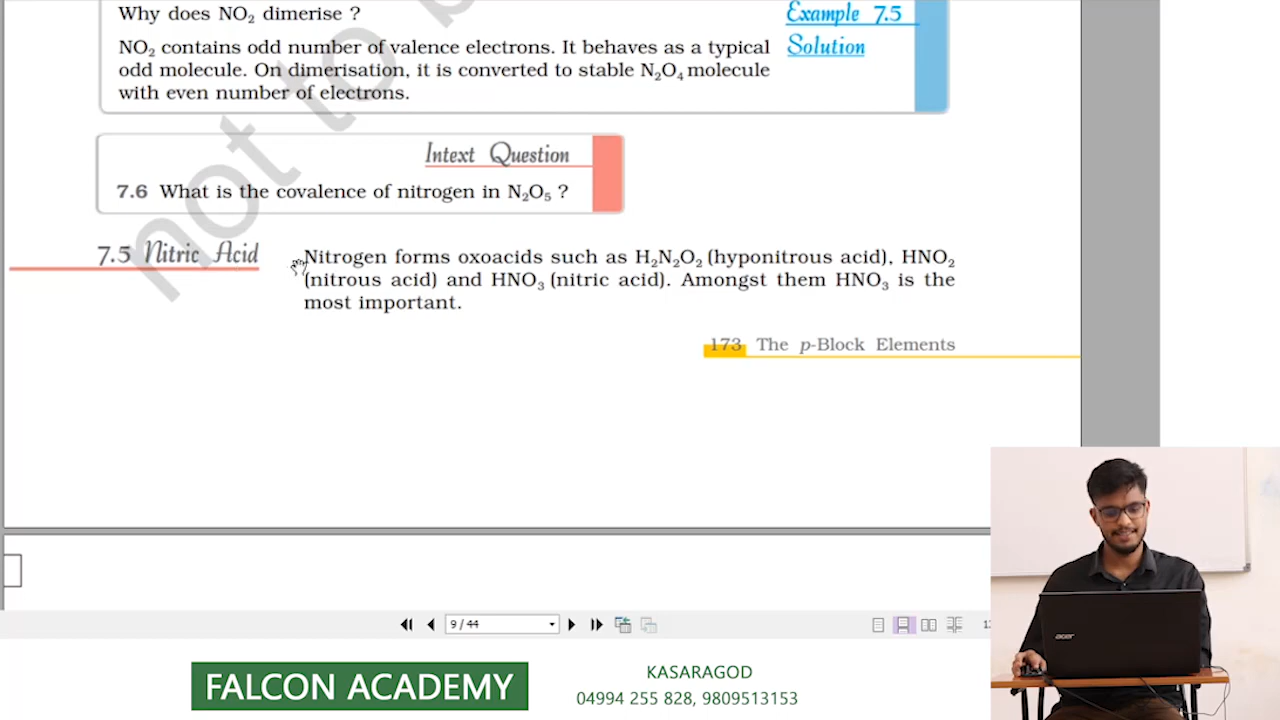 Why does NO₂ dimerise ?
Example 7.5
NO₂ contains odd number of valence electrons. It behaves as a typical
Solution
odd molecule. On dimerisation, it is converted to stable N₂O₄ molecule
with even number of electrons.
not to b
Intext Question
7.6 What is the covalence of nitrogen in N₂O₅ ?
7.5 Nitric Acid
Nitrogen forms oxoacids such as H₂N₂O₂ (hyponitrous acid), HNO₂
(nitrous acid) and HNO₃ (nitric acid). Amongst them HNO₃ is the
most important.
173 The p-Block Elements
9 / 44
acer
FALCON ACADEMY
KASARAGOD
04994 255 828, 9809513153